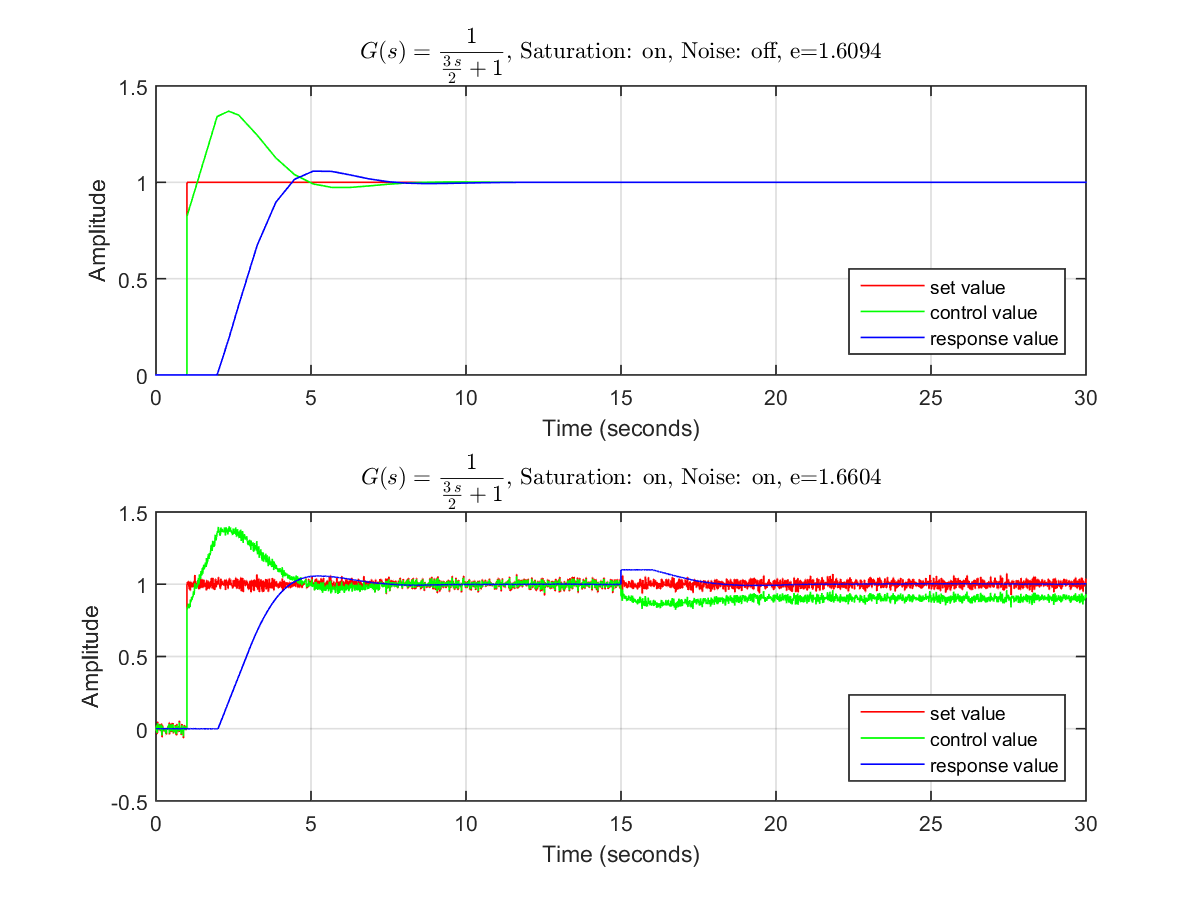 G(s) = 1/(3s/2 + 1), Saturation: on, Noise: off, e=1.6094
1.5
1
0.5
0
Amplitude
set value
control value
response value
0 5 10 15 20 25 30
Time (seconds)
G(s) = 1/(3s/2 + 1), Saturation: on, Noise: on, e=1.6604
1.5
1
0.5
0
-0.5
Amplitude
set value
control value
response value
0 5 10 15 20 25 30
Time (seconds)